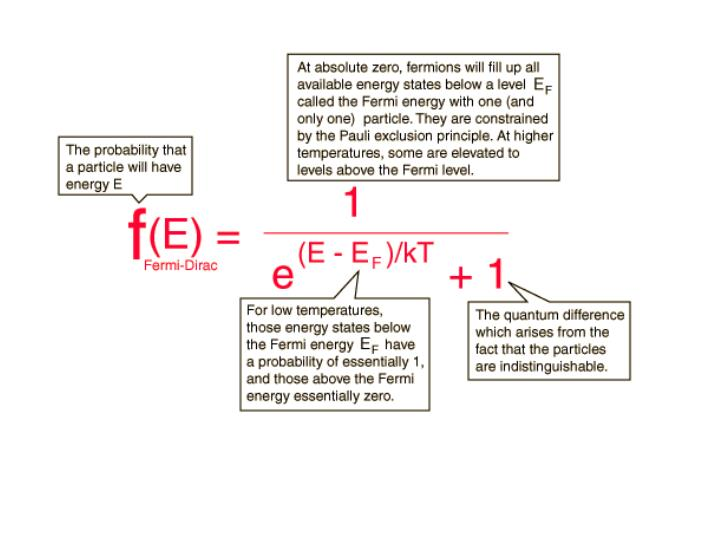 At absolute zero, fermions will fill up all
available energy states below a level E_F
called the Fermi energy with one (and
only one) particle. They are constrained
by the Pauli exclusion principle. At higher
temperatures, some are elevated to
levels above the Fermi level.
The probability that
a particle will have
energy E
f(E) = 1 / (e^((E - E_F)/kT) + 1)
Fermi-Dirac
For low temperatures,
those energy states below
the Fermi energy E_F have
a probability of essentially 1,
and those above the Fermi
energy essentially zero.
The quantum difference
which arises from the
fact that the particles
are indistinguishable.